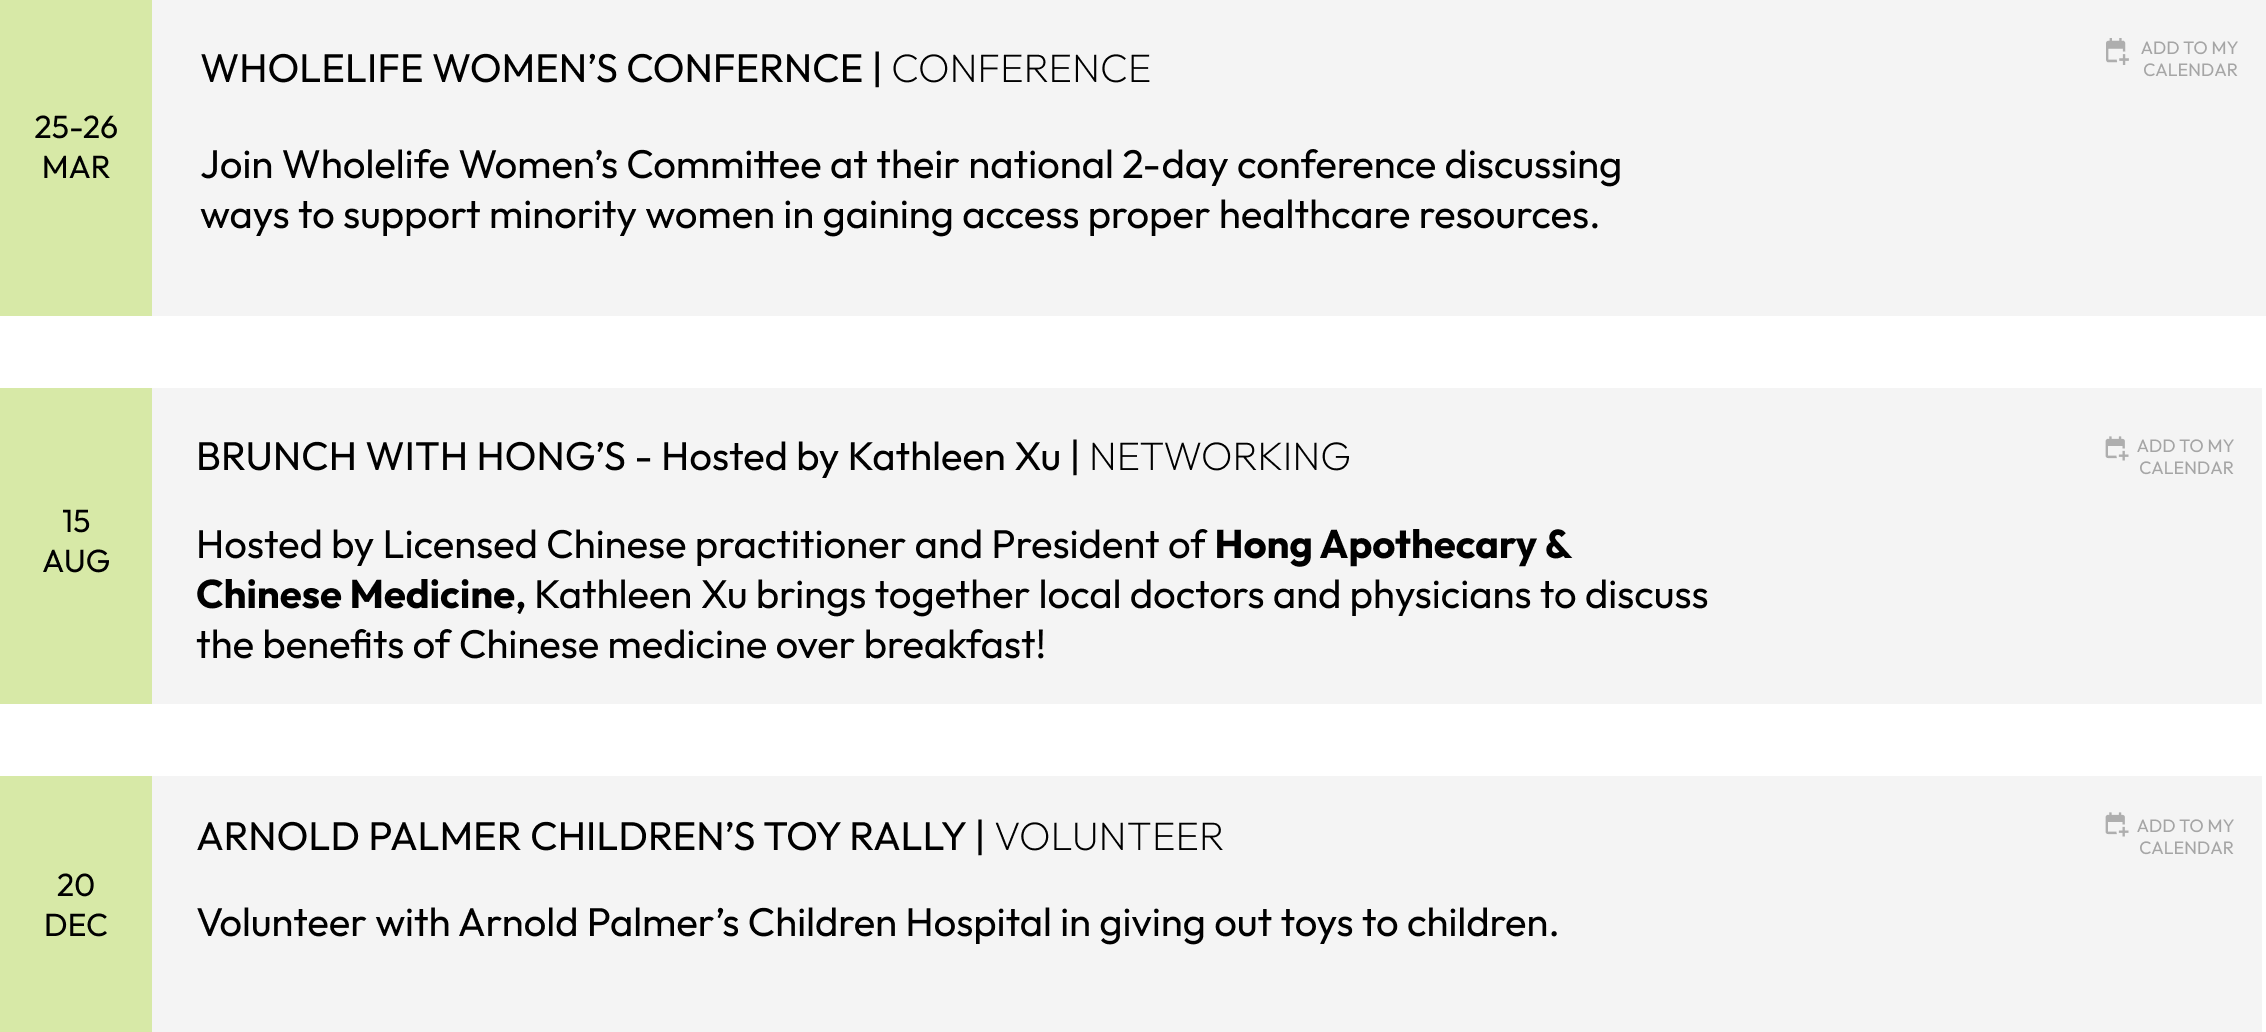 WHOLELIFE WOMEN’S CONFERNCE | CONFERENCE
ADD TO MY
CALENDAR
25-26
MAR
Join Wholelife Women’s Committee at their national 2-day conference discussing
ways to support minority women in gaining access proper healthcare resources.
BRUNCH WITH HONG’S - Hosted by Kathleen Xu | NETWORKING
ADD TO MY
CALENDAR
15
AUG
Hosted by Licensed Chinese practitioner and President of Hong Apothecary &
Chinese Medicine, Kathleen Xu brings together local doctors and physicians to discuss
the benefits of Chinese medicine over breakfast!
ARNOLD PALMER CHILDREN’S TOY RALLY | VOLUNTEER
ADD TO MY
CALENDAR
20
DEC
Volunteer with Arnold Palmer’s Children Hospital in giving out toys to children.